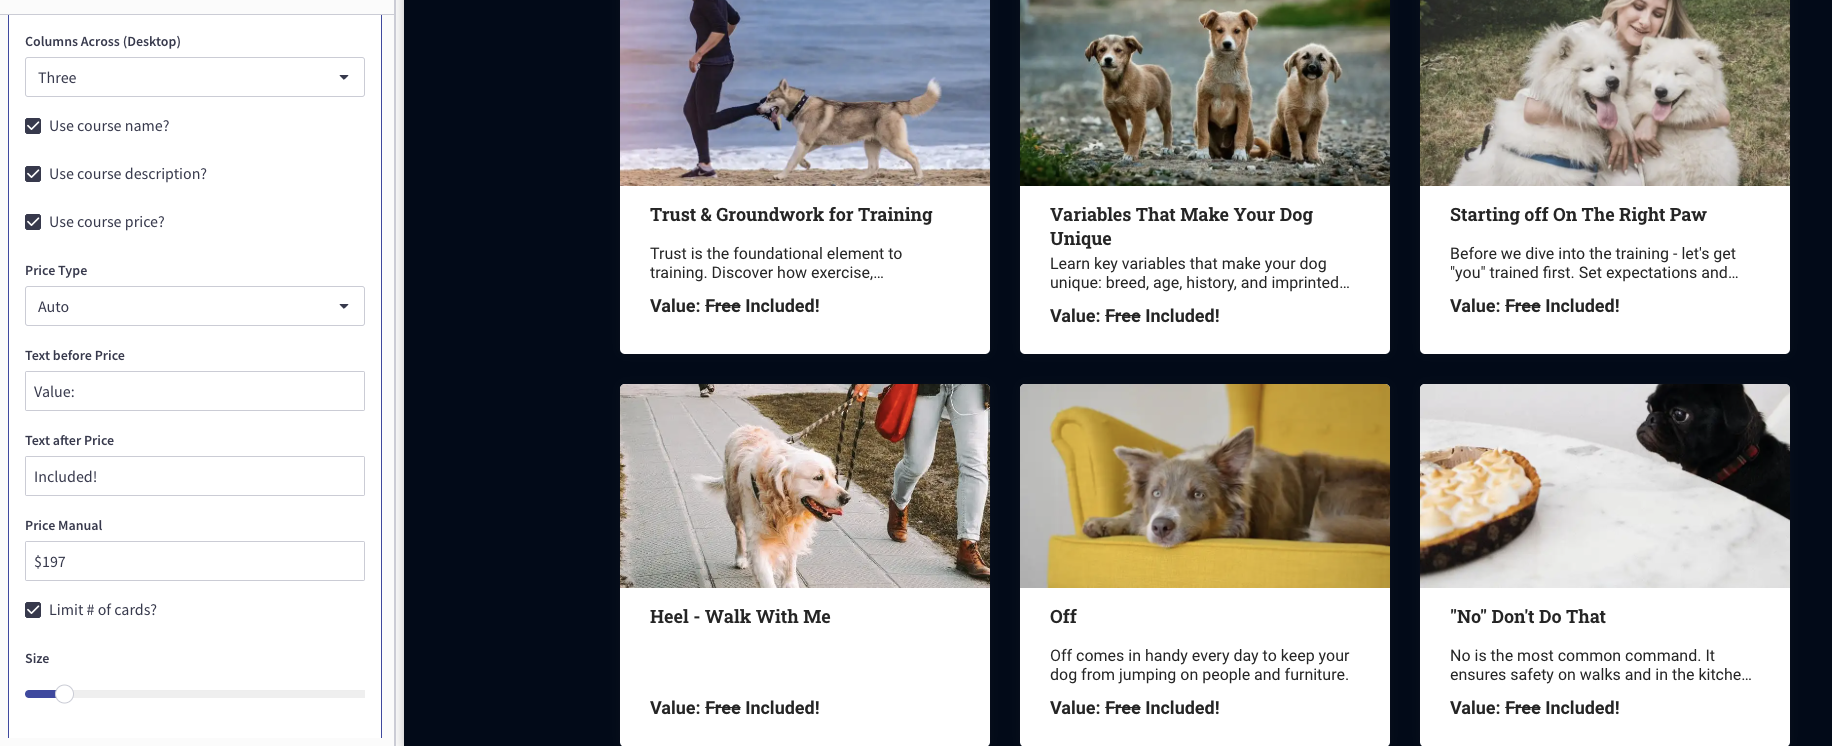 Columns Across (Desktop)
Three
Use course name?
Use course description?
Use course price?
Price Type
Auto
Text before Price
Value:
Text after Price
Included!
Price Manual
$197
Limit # of cards?
Size
Trust & Groundwork for Training
Trust is the foundational element to
training. Discover how exercise,...
Value: Free Included!
Variables That Make Your Dog
Unique
Learn key variables that make your dog
unique: breed, age, history, and imprinted...
Value: Free Included!
Starting off On The Right Paw
Before we dive into the training - let's get
"you" trained first. Set expectations and...
Value: Free Included!
Heel - Walk With Me
Value: Free Included!
Off
Off comes in handy every day to keep your
dog from jumping on people and furniture.
Value: Free Included!
"No" Don't Do That
No is the most common command. It
ensures safety on walks and in the kitche...
Value: Free Included!